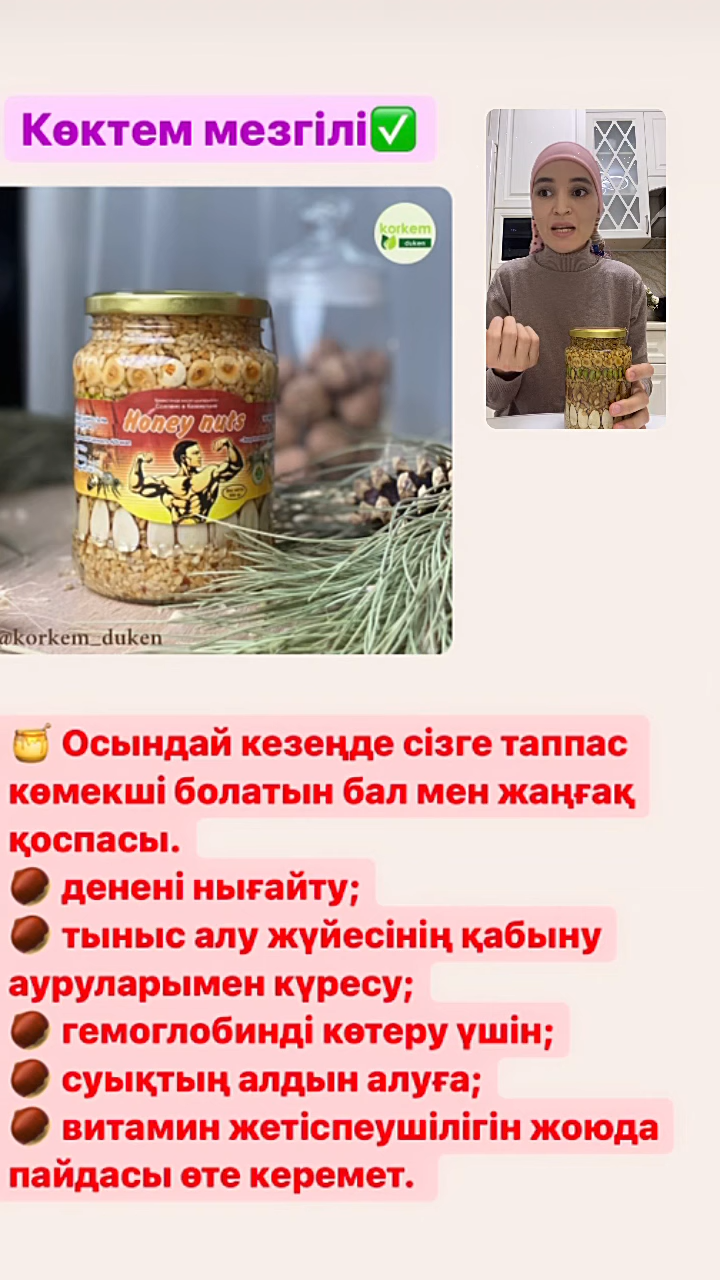 Көктем мезгілі✅
korkem
duken
Honey nuts
@korkem_duken
🍯 Осындай кезеңде сізге таппас
көмекші болатын бал мен жаңғақ
қоспасы.
🌰 денені нығайту;
🌰 тыныс алу жүйесінің қабыну
ауруларымен күресу;
🌰 гемоглобинді көтеру үшін;
🌰 суықтың алдын алуға;
🌰 витамин жетіспеушілігін жоюда
пайдасы өте керемет.